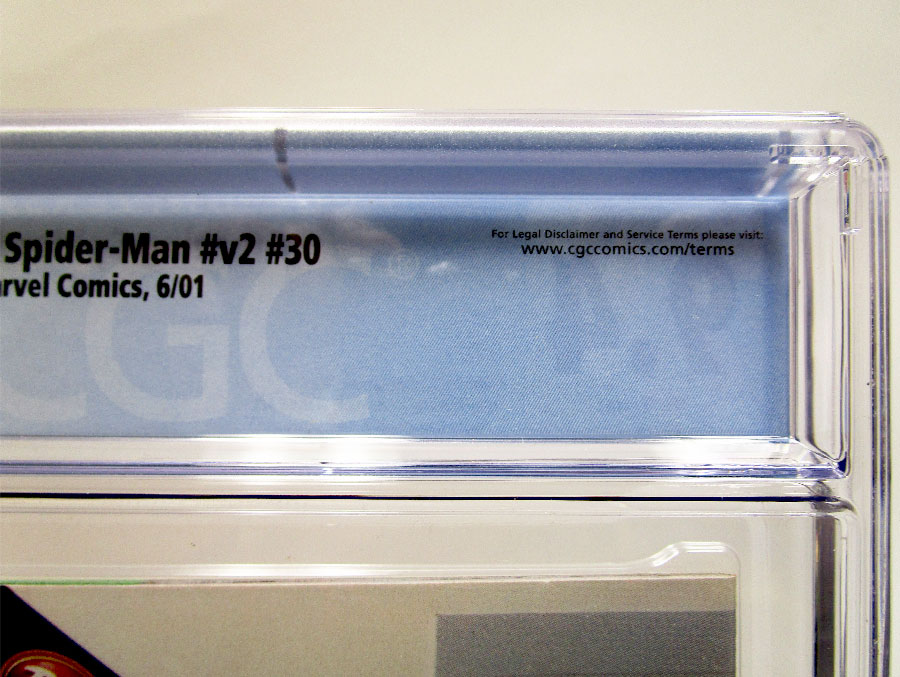 Spider-Man #v2 #30
rvel Comics, 6/01
For Legal Disclaimer and Service Terms please visit:
www.cgccomics.com/terms
CGC®